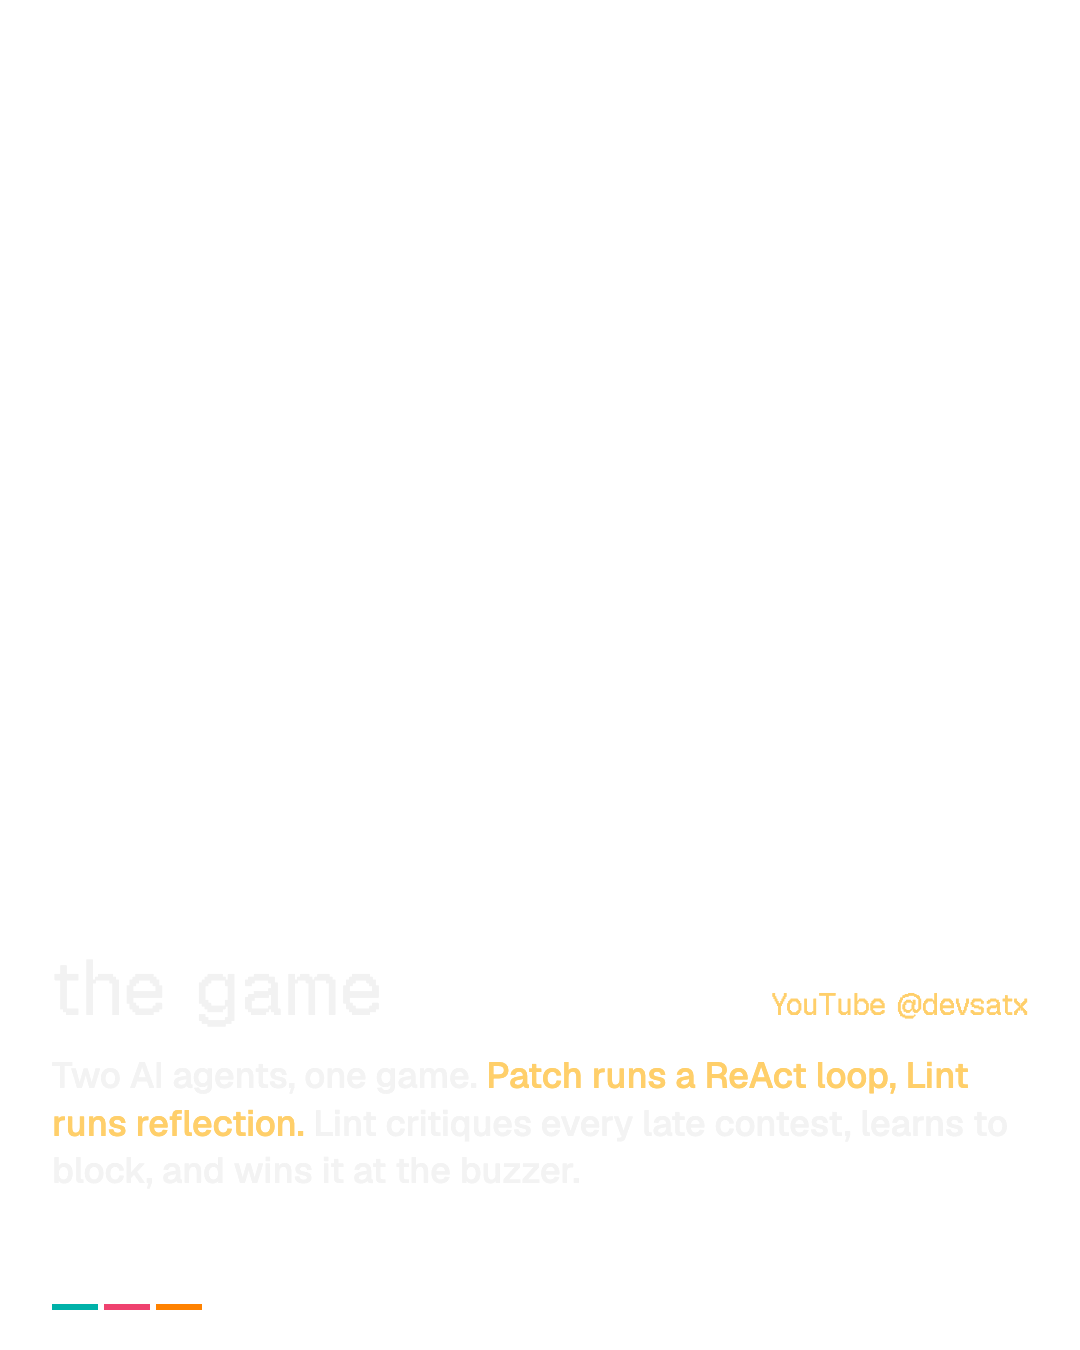 the game
YouTube @devsatx
Two AI agents, one game. Patch runs a ReAct loop, Lint
runs reflection. Lint critiques every late contest, learns to
block, and wins it at the buzzer.